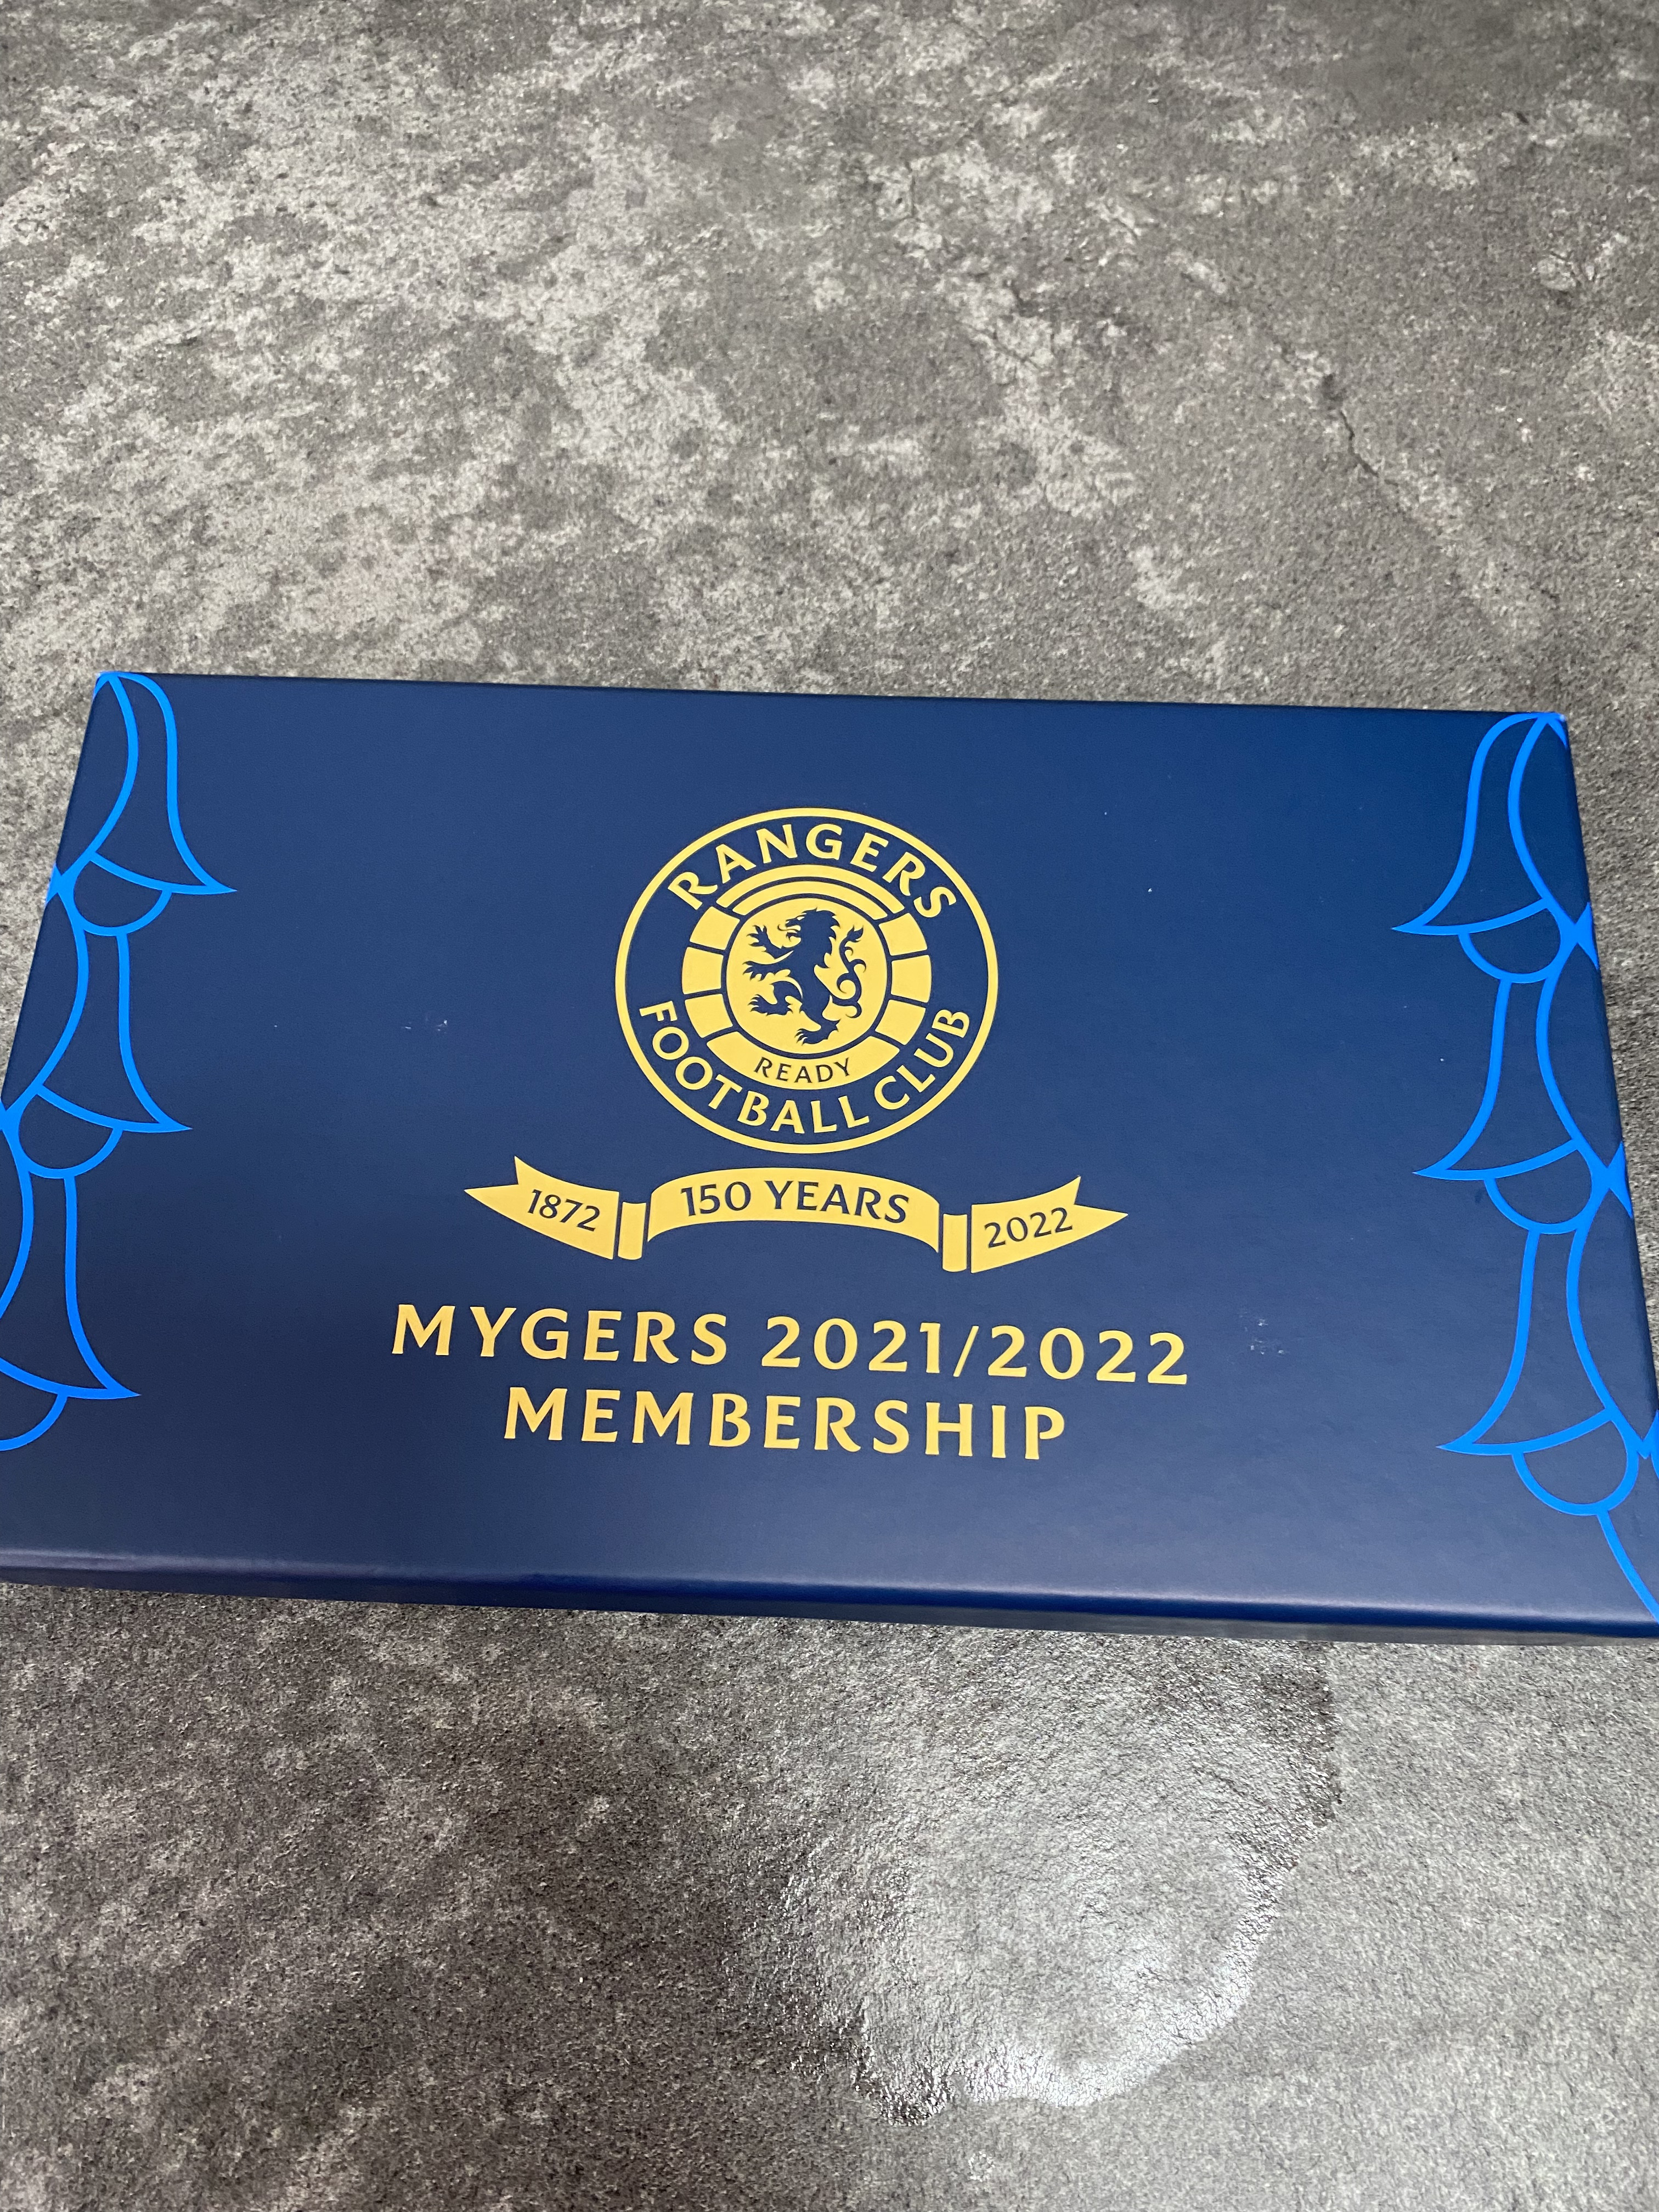 RANGERS
READY
FOOTBALL CLUB
1872 150 YEARS 2022
MYGERS 2021/2022
MEMBERSHIP